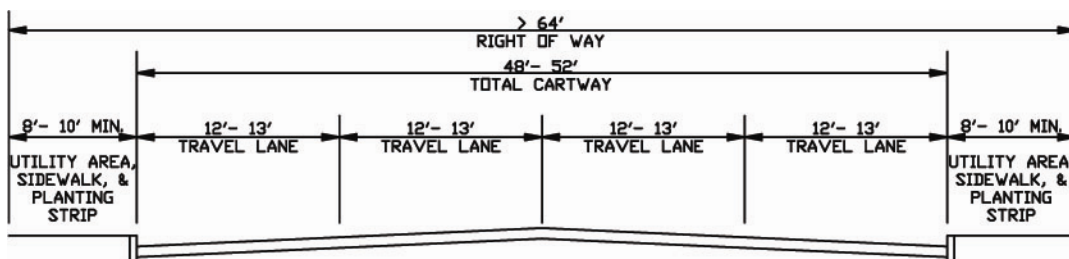 > 64'
RIGHT OF WAY
48'- 52'
TOTAL CARTWAY
8'- 10' MIN.
12'- 13'
12'- 13'
12'- 13'
12'- 13'
8'- 10' MIN.
TRAVEL LANE
TRAVEL LANE
TRAVEL LANE
TRAVEL LANE
UTILITY AREA,
SIDEWALK, &
PLANTING
STRIP
UTILITY AREA,
SIDEWALK, &
PLANTING
STRIP